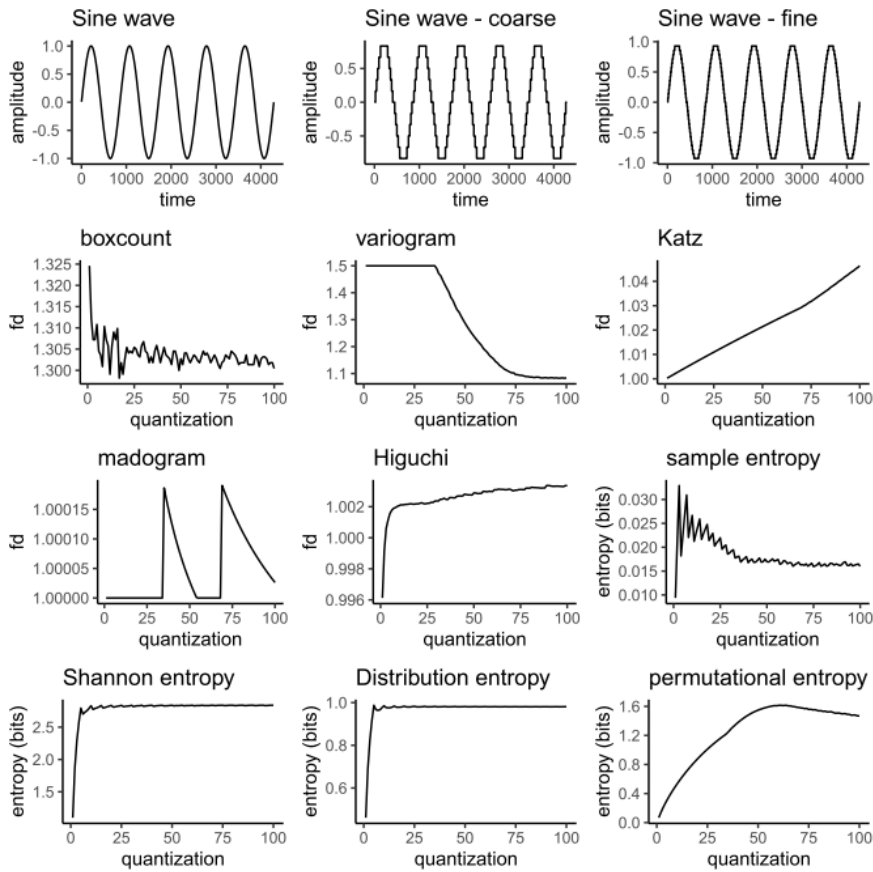 Sine wave
amplitude
1.0
0.5
0.0
-0.5
-1.0
0 1000 2000 3000 4000
time
Sine wave - coarse
amplitude
0.5
0.0
-0.5
0 1000 2000 3000 4000
time
Sine wave - fine
amplitude
1.0
0.5
0.0
-0.5
-1.0
0 1000 2000 3000 4000
time
boxcount
fd
1.325
1.320
1.315
1.310
1.305
1.300
0 25 50 75 100
quantization
variogram
fd
1.5
1.4
1.3
1.2
1.1
0 25 50 75 100
quantization
Katz
fd
1.04
1.03
1.02
1.01
1.00
0 25 50 75 100
quantization
madogram
fd
1.00015
1.00010
1.00005
1.00000
0 25 50 75 100
quantization
Higuchi
fd
1.002
1.000
0.998
0.996
0 25 50 75 100
quantization
sample entropy
entropy (bits)
0.030
0.025
0.020
0.015
0.010
0 25 50 75 100
quantization
Shannon entropy
entropy (bits)
2.5
2.0
1.5
0 25 50 75 100
quantization
Distribution entropy
entropy (bits)
1.0
0.8
0.6
0 25 50 75 100
quantization
permutational entropy
entropy (bits)
1.6
1.2
0.8
0.4
0.0
0 25 50 75 100
quantization